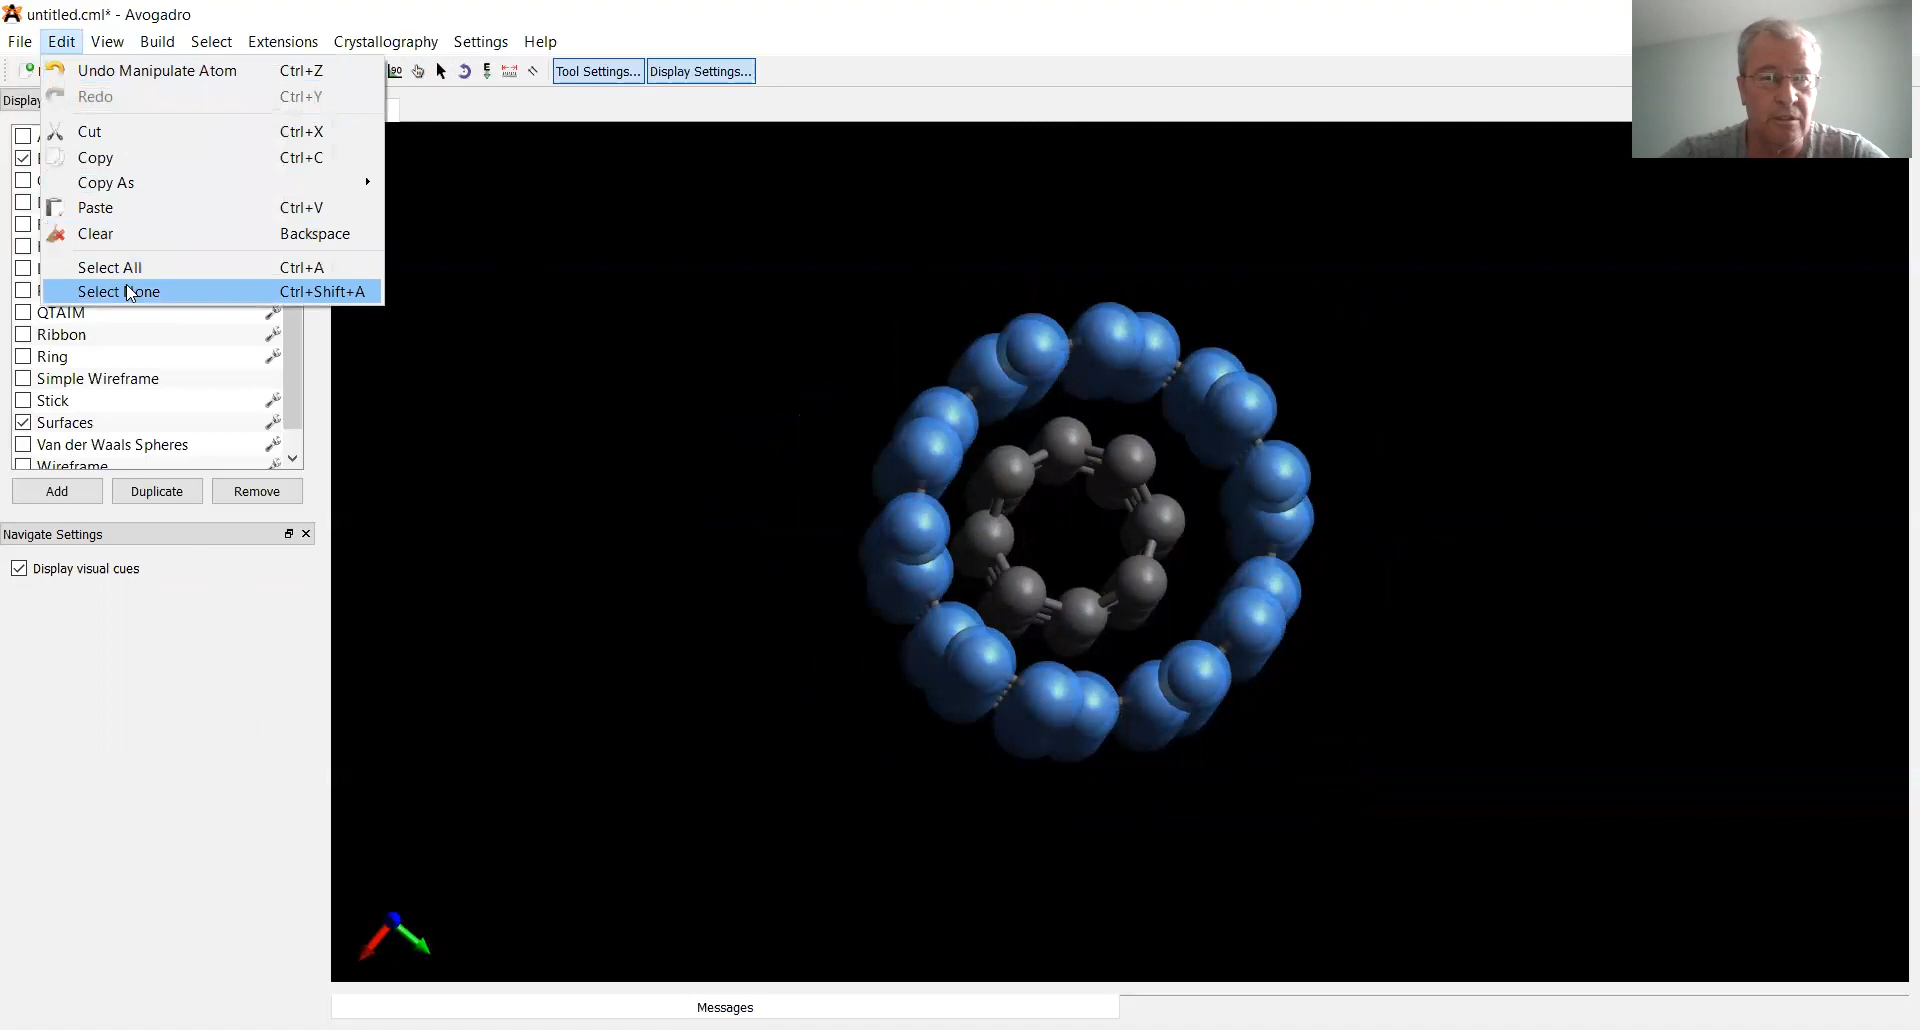 untitled.cml* - Avogadro
File Edit View Build Select Extensions Crystallography Settings Help
Undo Manipulate Atom Ctrl+Z
Tool Settings... Display Settings...
Redo Ctrl+Y
Display
Cut Ctrl+X
Copy Ctrl+C
Copy As
Paste Ctrl+V
Clear Backspace
Select All Ctrl+A
Select None Ctrl+Shift+A
QTAIM
Ribbon
Ring
Simple Wireframe
Stick
Surfaces
Van der Waals Spheres
Wireframe
Add Duplicate Remove
Navigate Settings
Display visual cues
Messages